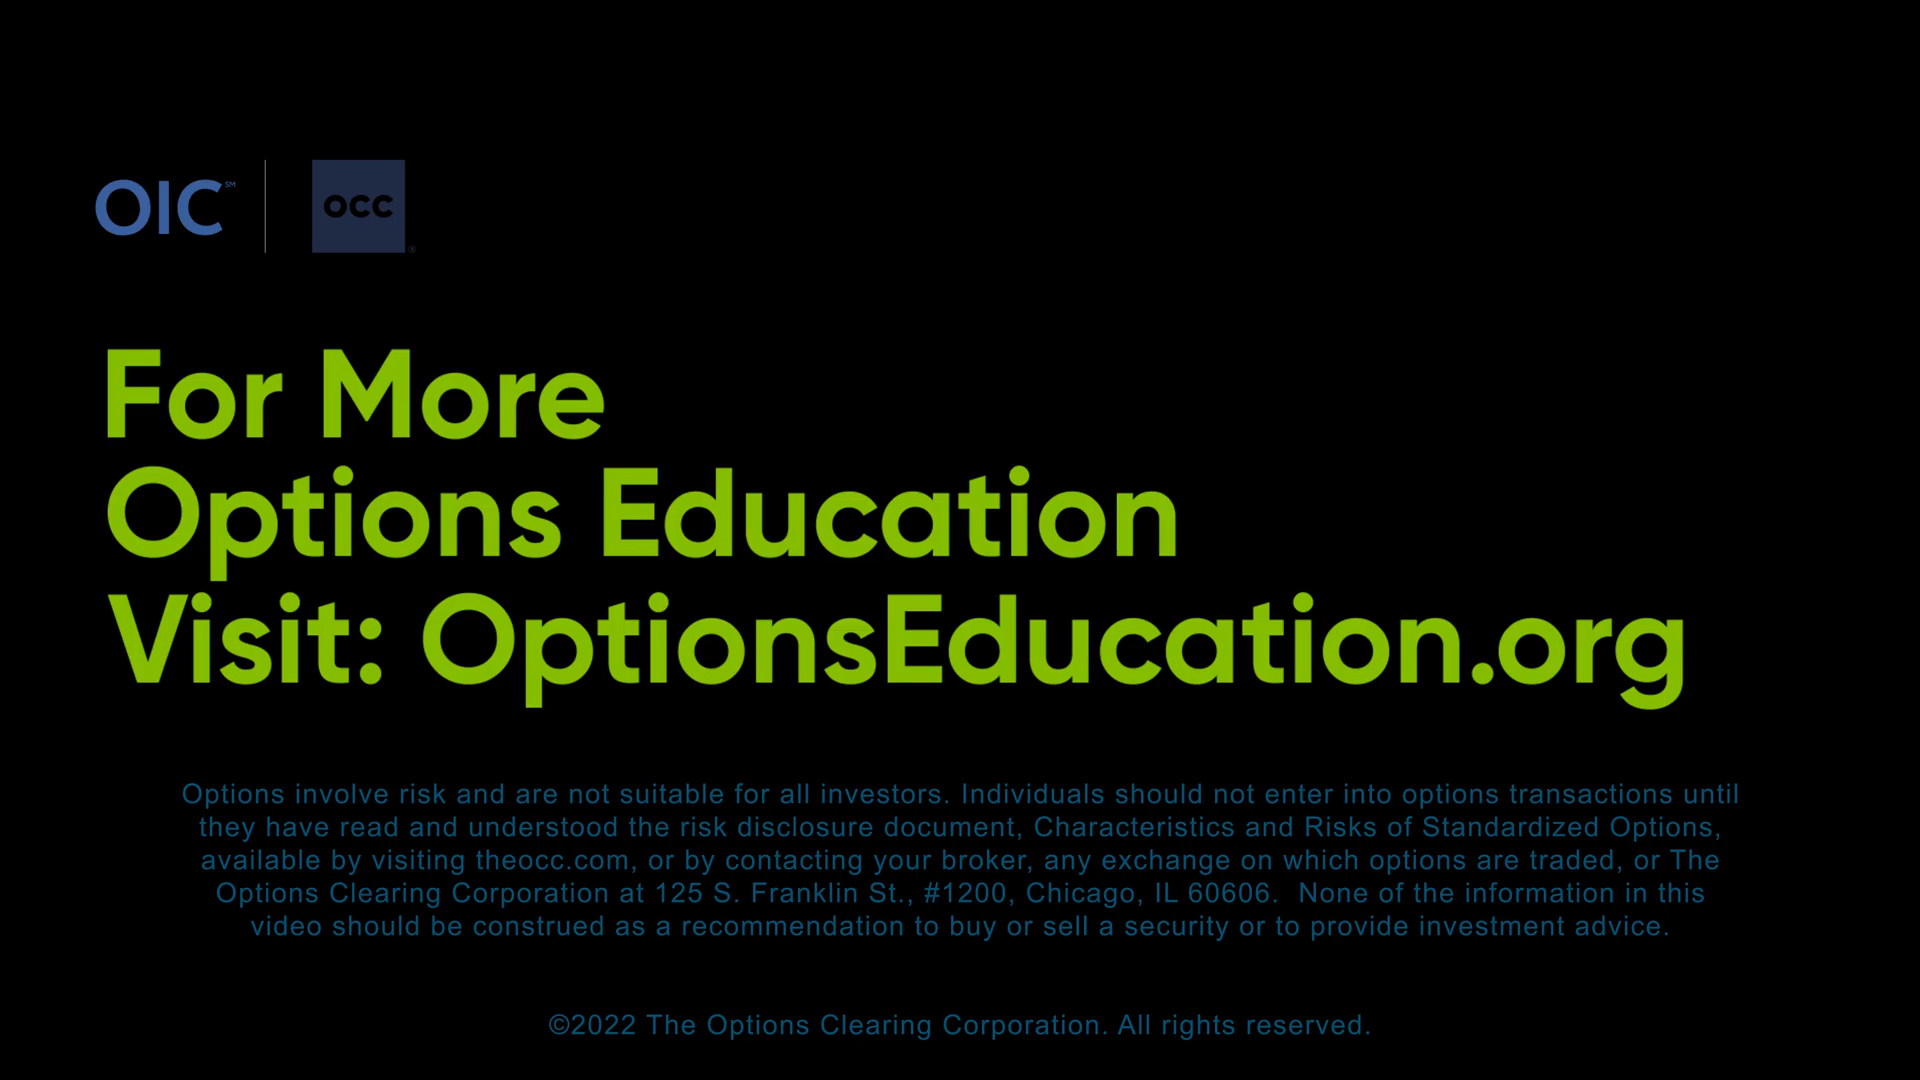 OIC℠
OCC®
For More
Options Education
Visit: OptionsEducation.org
Options involve risk and are not suitable for all investors. Individuals should not enter into options transactions until
they have read and understood the risk disclosure document, Characteristics and Risks of Standardized Options,
available by visiting theocc.com, or by contacting your broker, any exchange on which options are traded, or The
Options Clearing Corporation at 125 S. Franklin St., #1200, Chicago, IL 60606.  None of the information in this
video should be construed as a recommendation to buy or sell a security or to provide investment advice.
©2022 The Options Clearing Corporation. All rights reserved.